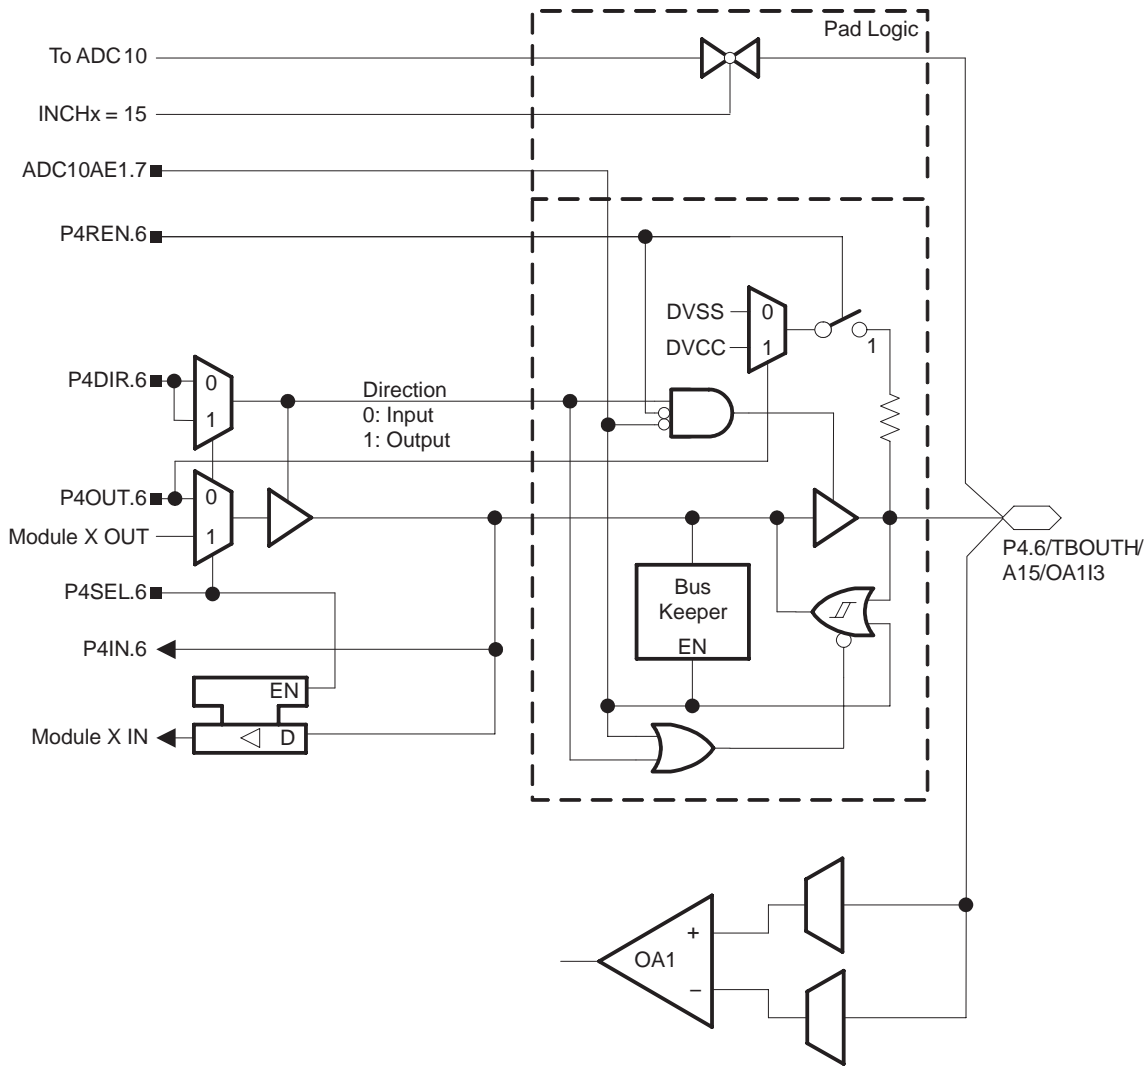 Pad Logic
To ADC10
INCHx = 15
ADC10AE1.7
P4REN.6
DVSS
0
DVCC
1
1
P4DIR.6
0
1
Direction
0: Input
1: Output
P4OUT.6
0
Module X OUT
1
P4.6/TBOUTH/
A15/OA1I3
P4SEL.6
Bus
Keeper
EN
P4IN.6
EN
Module X IN
D
+
OA1
−